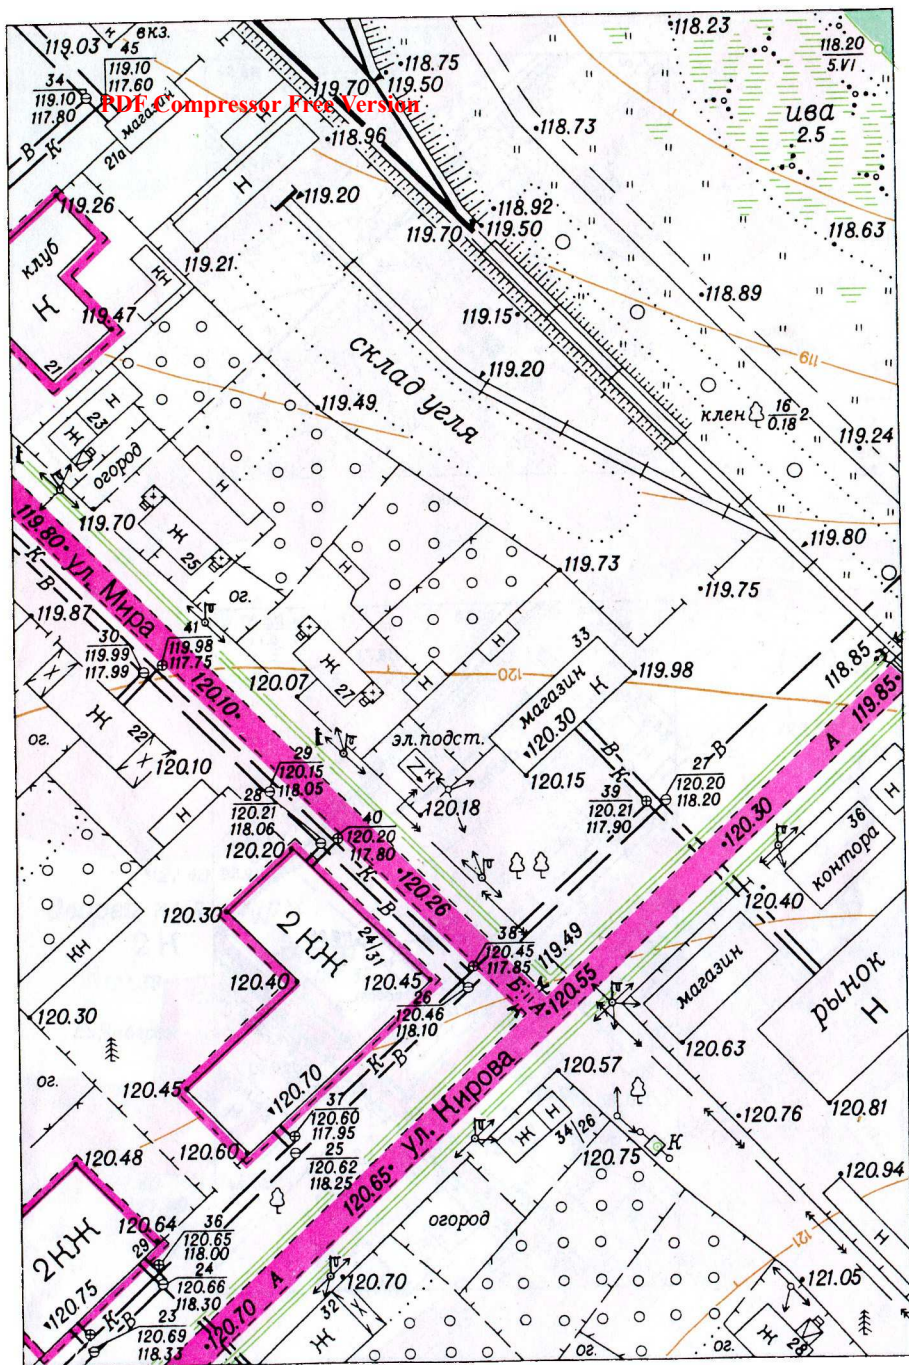 119.03
вкз.
45
119.10
117.60
34
119.10
117.80
PDF Compressor Free Version
магазин
21а
В
К
Н
119.70
118.75
119.50
118.96
118.23
118.20
5.VI
ива
2.5
118.73
119.26
119.20
118.92
119.50
119.70
118.63
клуб
Н
119.21
КН
119.47
21
118.89
119.15
119
склад угля
119.20
119.49
клен 16 2
0.18
119.24
Н
23
Ж
огород
Н
119.70
Ж 25
119.80
ул. Мира
119.80
К
В
119.87
119.73
119.75
ог.
Н
30
119.99
117.99
41
119.98
117.75
Н
33
магазин Н
120.30
119.98
Ж 27
Н
120.07
120
118.85
К
119.85
120.10
Ж
22
ог.
120.10
эл.подст.
Н
120.15
120.18
29
120.15
118.05
28
120.21
118.06
В
К
В
27
120.20
118.20
39
120.21
117.90
А
Н
120.30
36
контора
40
120.20
117.80
120.20
120.26
Н
120.40
К
В
2КЖ
24/31
120.30
КН
120.40
120.45
38
120.45
117.85
119.49
Б
А
120.55
26
120.46
118.10
магазин
рынок
Н
120.30
120.63
120.57
ог.
120.45
120.70
К
В
ул. Кирова
37
120.60
117.95
25
120.62
118.25
Ж Н
34/26
120.76
120.81
120.75
К
120.60
120.48
120.65
120.94
2КЖ
29
120.64
36
120.65
118.00
24
120.66
118.30
огород
Н
121
120.75
К
В
23
120.69
118.33
А
120.70
120.70
Ж
32
ог.
ог.
121.05
Ж
28